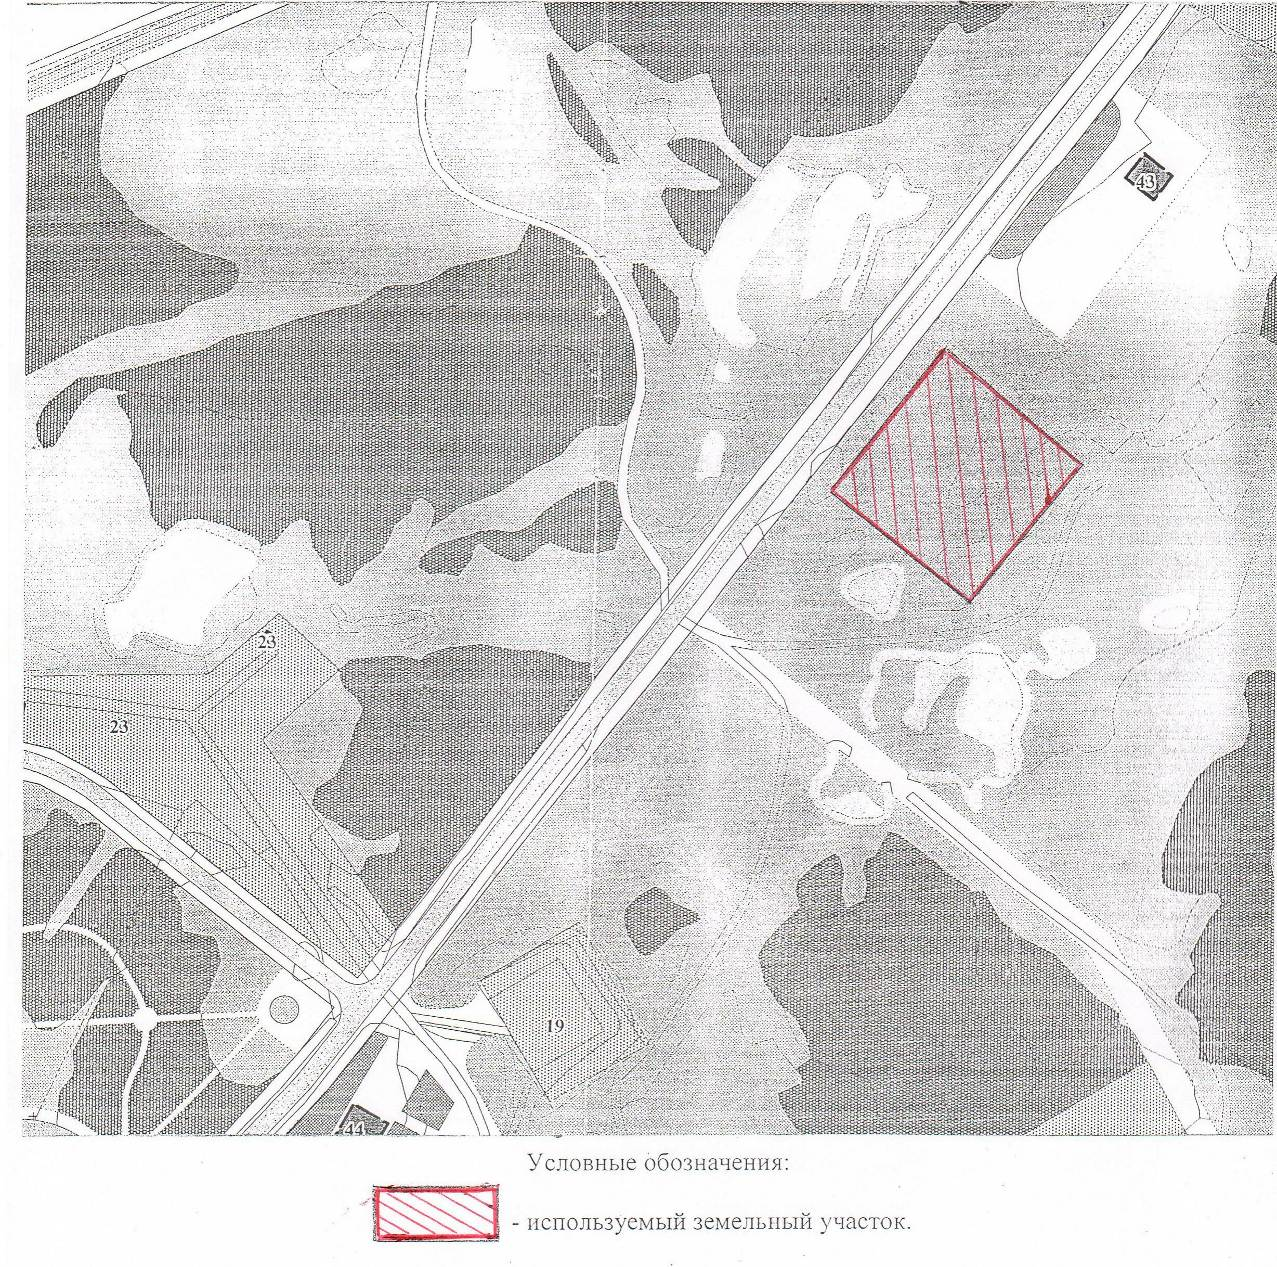 43
23
23
19
44
Условные обозначения:
- используемый земельный участок.